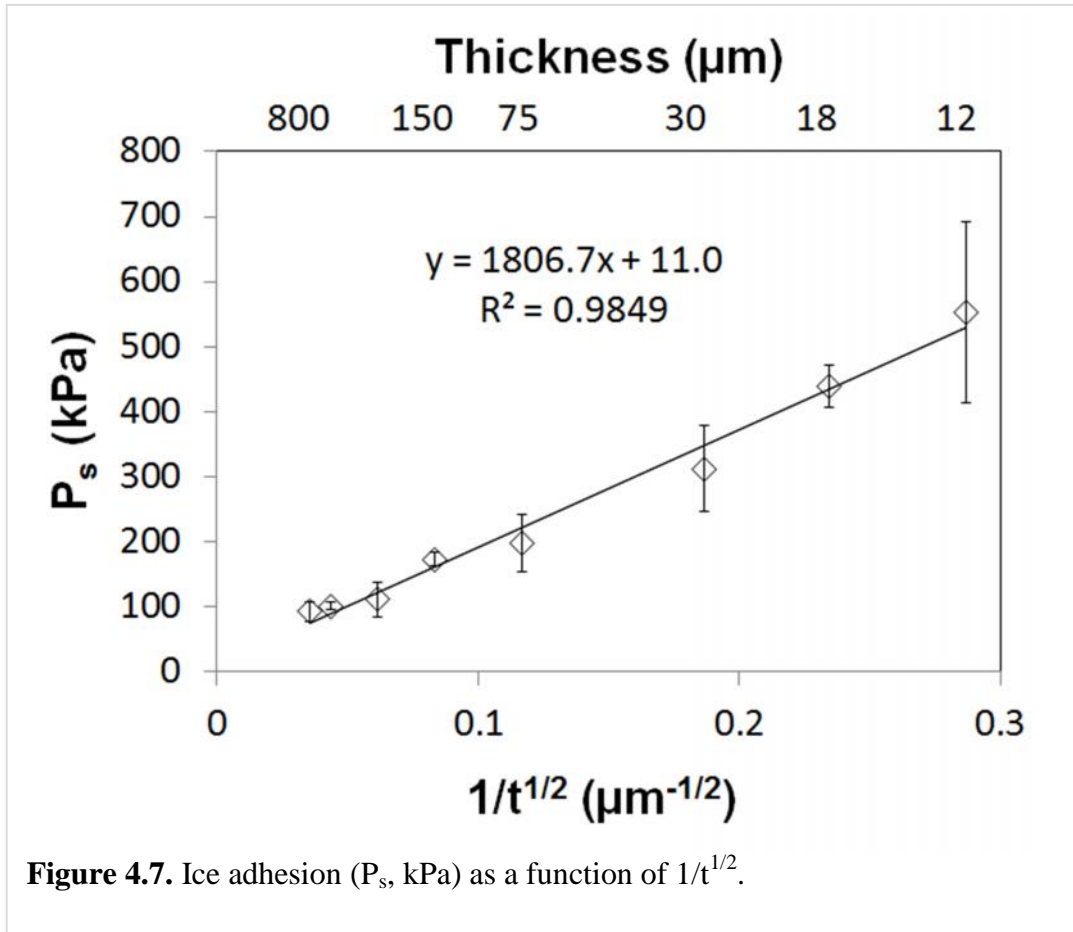 Thickness (µm)
800 150 75 30 18 12
800
700
600
500
400
300
200
100
0
P_s (kPa)
y = 1806.7x + 11.0
R² = 0.9849
0 0.1 0.2 0.3
1/t^{1/2} (µm^{-1/2})
Figure 4.7. Ice adhesion (P_s, kPa) as a function of 1/t^{1/2}.